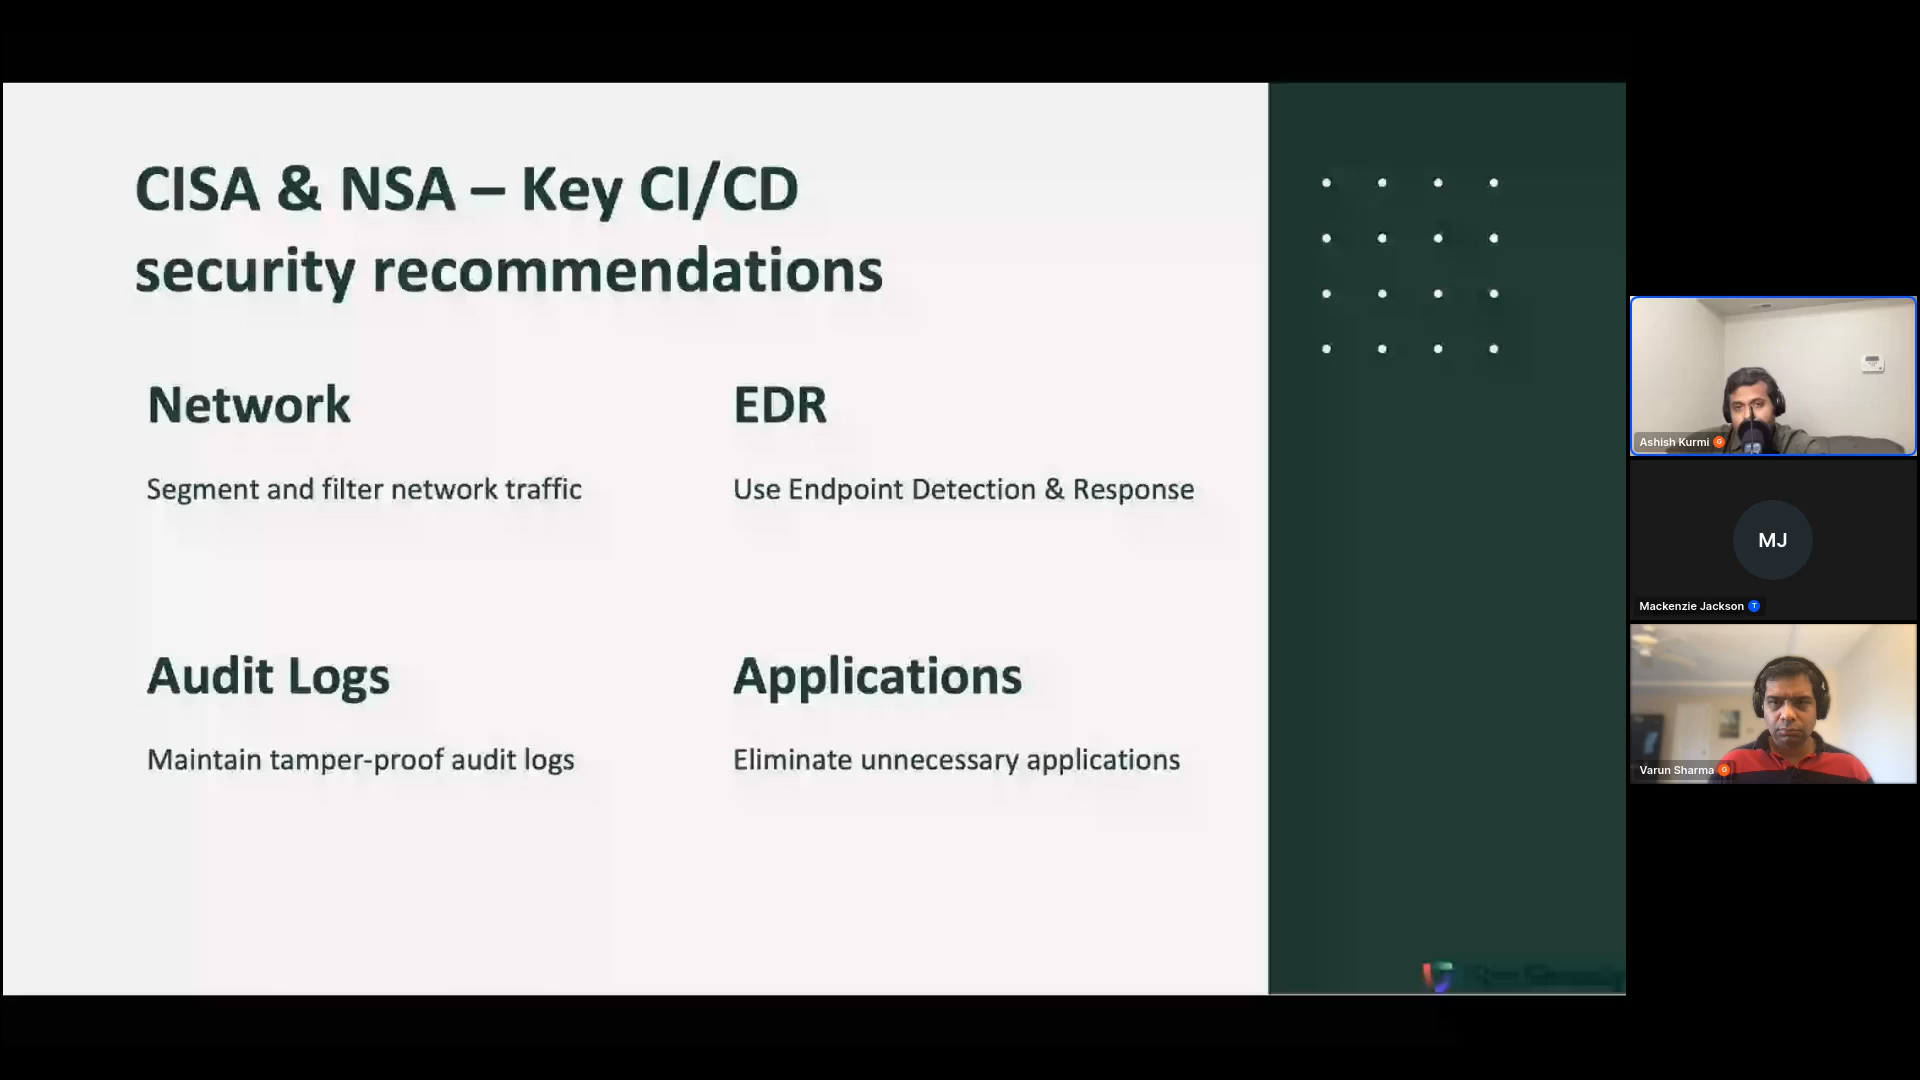 CISA & NSA – Key CI/CD
security recommendations
Network
Segment and filter network traffic
EDR
Use Endpoint Detection & Response
Audit Logs
Maintain tamper-proof audit logs
Applications
Eliminate unnecessary applications
Ashish Kurmi G
MJ
Mackenzie Jackson T
Varun Sharma G